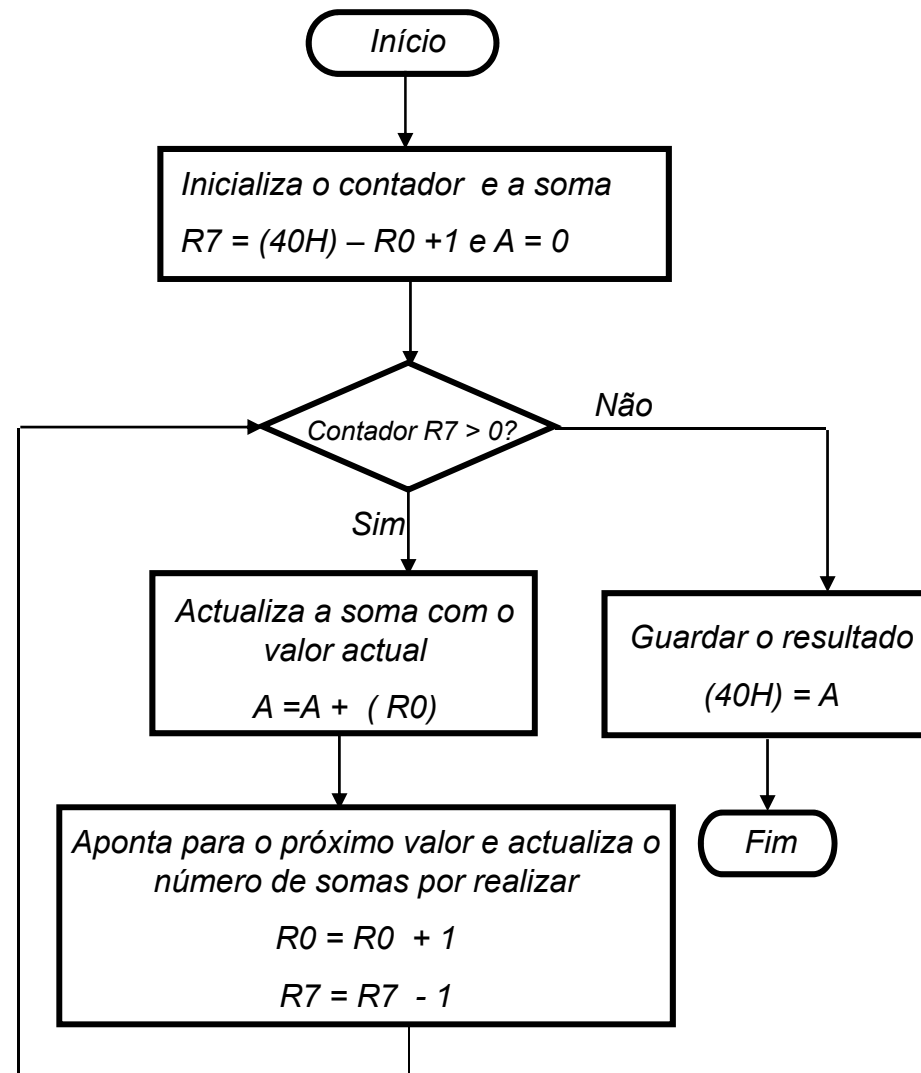 Início
Inicializa o contador e a soma
R7 = (40H) – R0 +1 e A = 0
Contador R7 > 0?
Não
Sim
Actualiza a soma com o
valor actual
A =A + ( R0)
Guardar o resultado
(40H) = A
Aponta para o próximo valor e actualiza o
número de somas por realizar
R0 = R0 + 1
R7 = R7 - 1
Fim